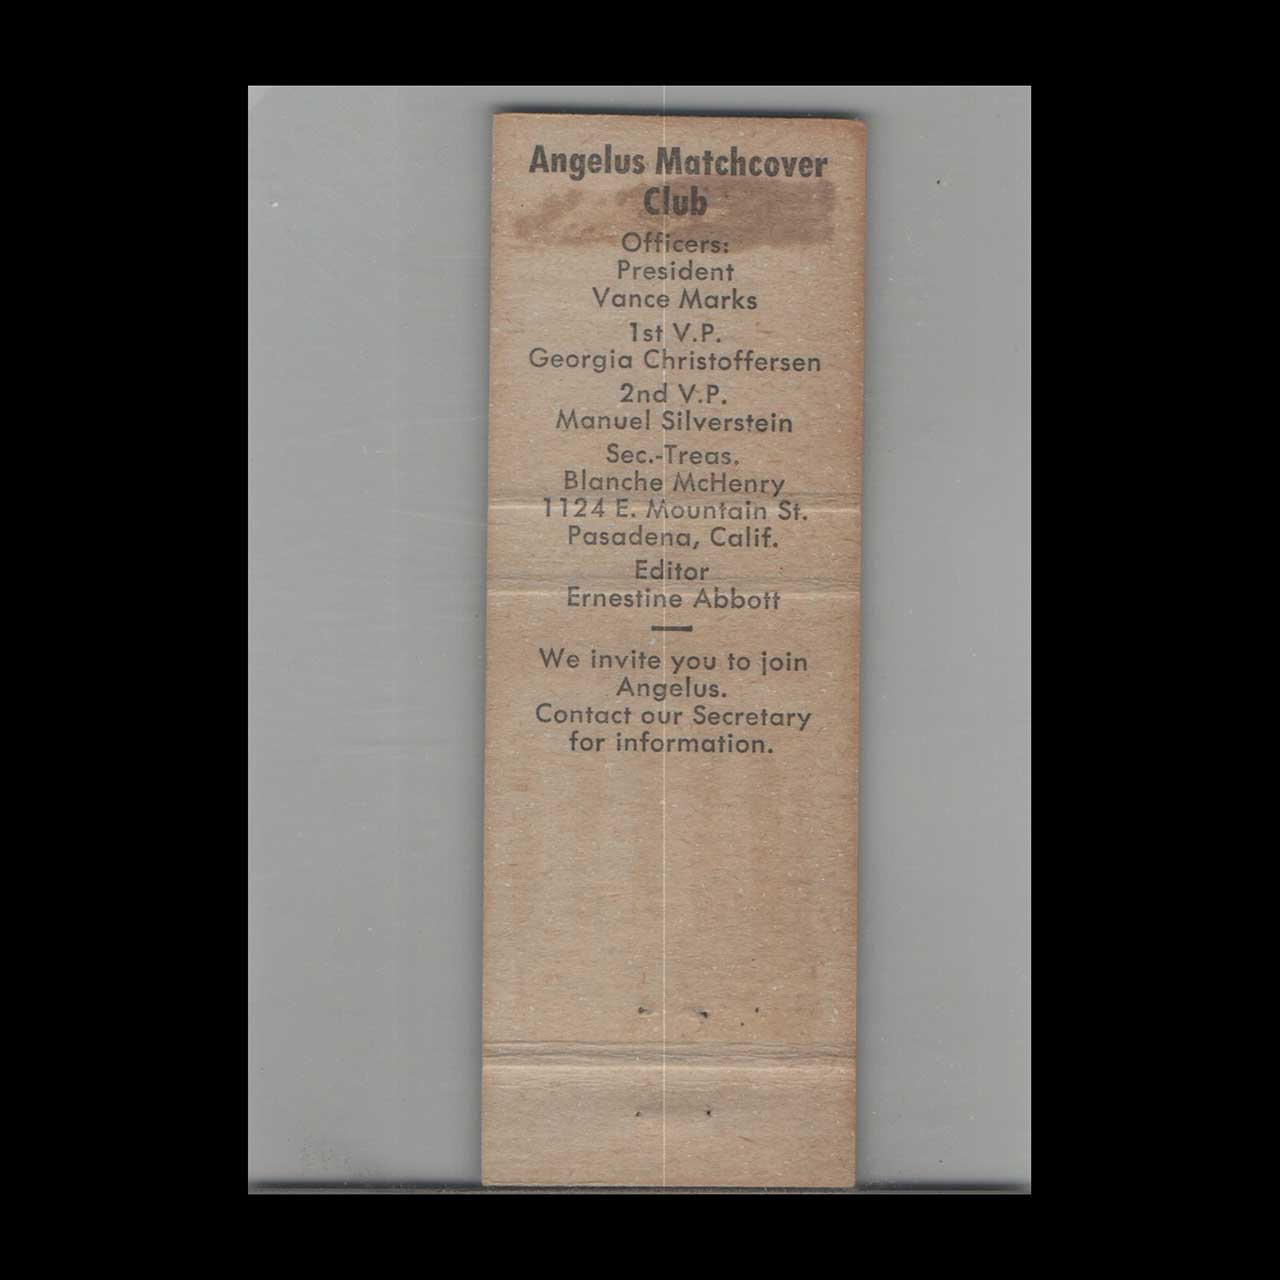 Angelus Matchcover
Club
Officers:
President
Vance Marks
1st V.P.
Georgia Christoffersen
2nd V.P.
Manuel Silverstein
Sec.-Treas.
Blanche McHenry
1124 E. Mountain St.
Pasadena, Calif.
Editor
Ernestine Abbott
We invite you to join
Angelus.
Contact our Secretary
for information.